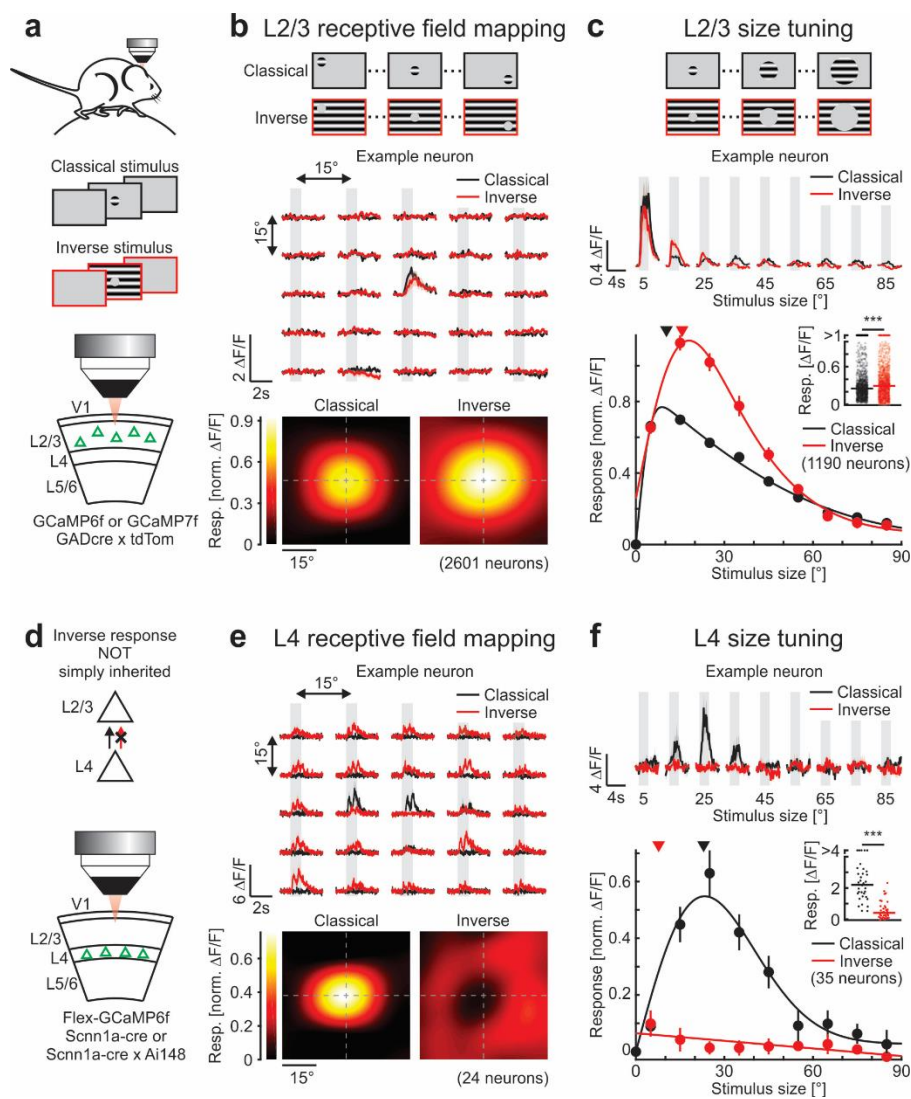 a
Classical stimulus
Inverse stimulus
V1
L2/3
L4
L5/6
GCaMP6f or GCaMP7f
GADcre x tdTom
b L2/3 receptive field mapping
Classical
Inverse
Example neuron
15°
Classical
Inverse
15°
2 ΔF/F
2s
Classical Inverse
Resp. [norm. ΔF/F]
0.9
0.6
0.3
0
15°
(2601 neurons)
c L2/3 size tuning
Example neuron
Classical
Inverse
0.4 ΔF/F
0.4s
5 25 45 65 85
Stimulus size [°]
Response [norm. ΔF/F]
1.2
0.8
0.4
0
0 30 60 90
Stimulus size [°]
***
Resp. [ΔF/F]
>1
0.6
0
Classical
Inverse
(1190 neurons)
d
Inverse response
NOT
simply inherited
L2/3
L4
V1
L2/3
L4
L5/6
Flex-GCaMP6f
Scnn1a-cre or
Scnn1a-cre x Ai148
e L4 receptive field mapping
Example neuron
15°
Classical
Inverse
15°
6 ΔF/F
2s
Classical Inverse
Resp. [norm. ΔF/F]
0.6
0.4
0.2
0
15°
(24 neurons)
f L4 size tuning
Example neuron
Classical
Inverse
4 ΔF/F
4s
5 25 45 65 85
Stimulus size [°]
Response [norm. ΔF/F]
0.6
0.4
0.2
0
0 30 60 90
Stimulus size [°]
***
Resp. [ΔF/F]
>4
2
0
Classical
Inverse
(35 neurons)